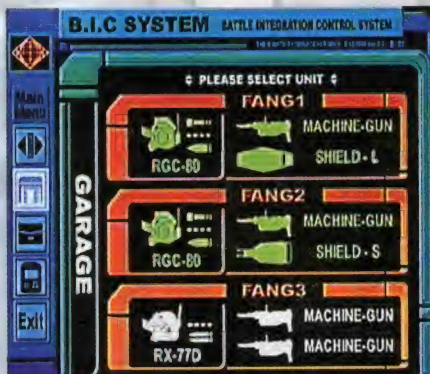 B.I.C SYSTEM BATTLE INTEGRATION CONTROL SYSTEM
PLEASE SELECT UNIT
Main Menu
GARAGE
Exit
FANG1
RGC-80
MACHINE-GUN
SHIELD-L
FANG2
RGC-80
MACHINE-GUN
SHIELD-S
FANG3
RX-77D
MACHINE-GUN
MACHINE-GUN